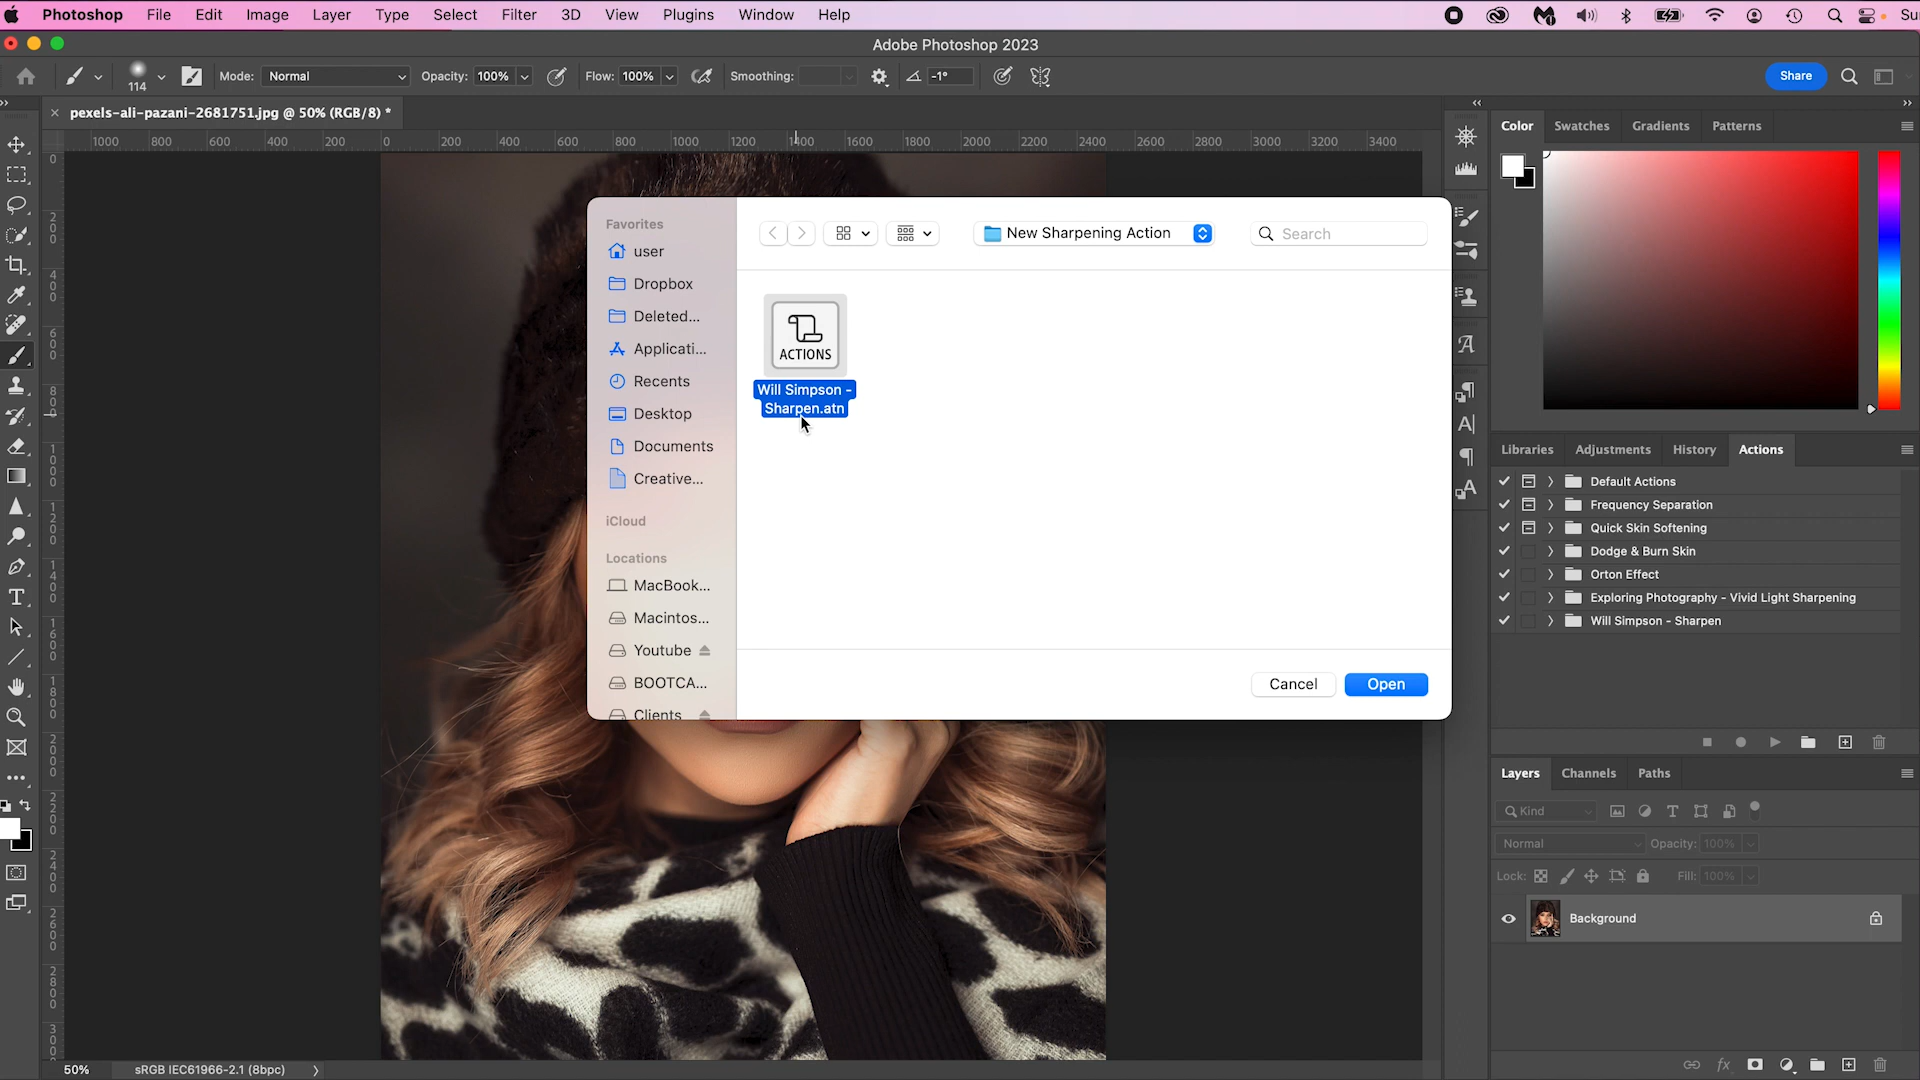 Photoshop File Edit Image Layer Type Select Filter 3D View Plugins Window Help
Adobe Photoshop 2023
114 Mode: Normal Opacity: 100% Flow: 100% Smoothing: -1° Share
pexels-ali-pazani-2681751.jpg @ 50% (RGB/8) *
1000 800 600 400 200 0 200 400 600 800 1000 1200 1400 1600 1800 2000 2200 2400 2600 2800 3000 3200 3400
Color Swatches Gradients Patterns
Favorites
user
Dropbox
Deleted...
Applicati...
Recents
Desktop
Documents
Creative...
iCloud
Locations
MacBook...
Macintos...
Youtube
BOOTCA...
Clients
New Sharpening Action
Search
ACTIONS
Will Simpson -
Sharpen.atn
Cancel Open
Libraries Adjustments History Actions
Default Actions
Frequency Separation
Quick Skin Softening
Dodge & Burn Skin
Orton Effect
Exploring Photography - Vivid Light Sharpening
Will Simpson - Sharpen
Layers Channels Paths
Kind
Normal Opacity: 100%
Lock: Fill: 100%
Background
50% sRGB IEC61966-2.1 (8bpc)